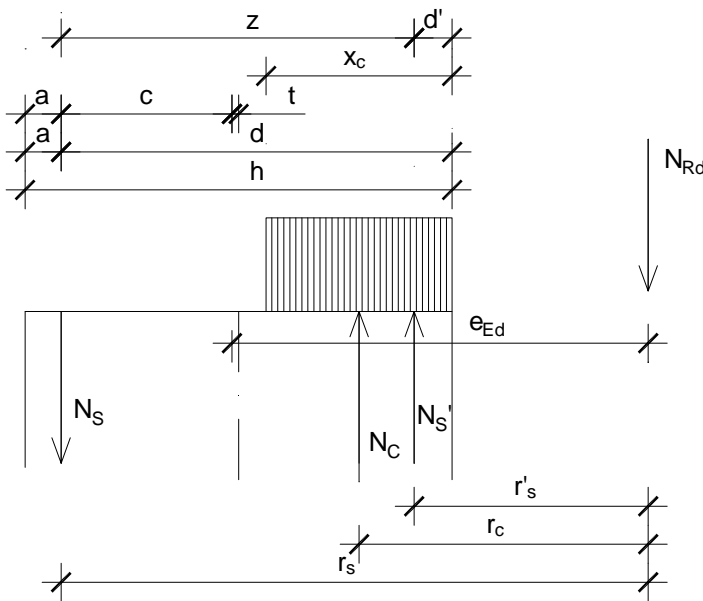 z
d'
x_c
a
c
t
a
d
h
N_Rd
e_Ed
N_S
N_S'
N_C
r'_s
r_c
r_s